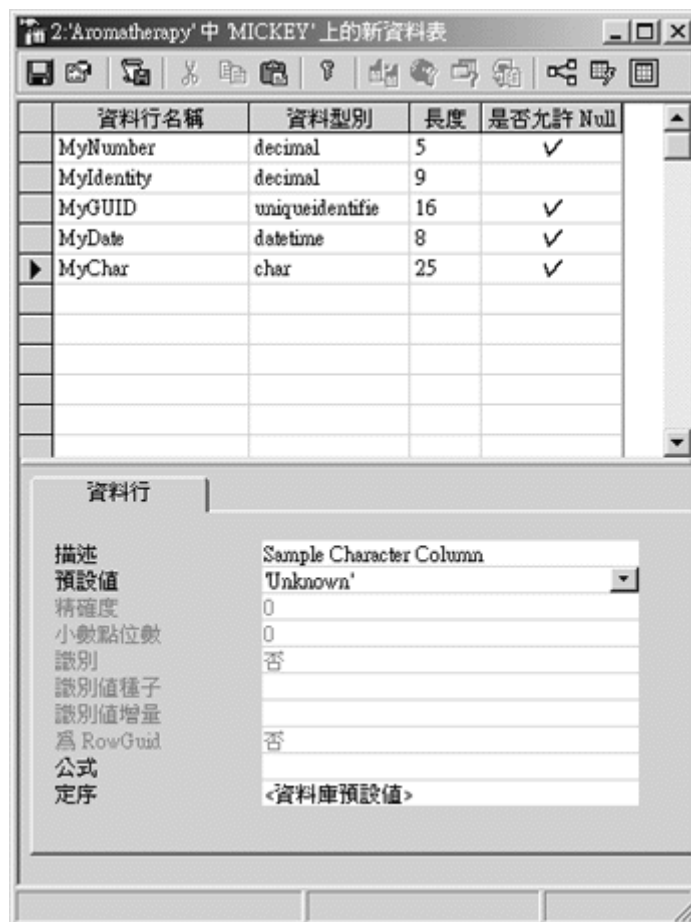 2:'Aromatherapy' 中 'MICKEY' 上的新資料表
資料行名稱 資料型別 長度 是否允許 Null
MyNumber decimal 5
MyIdentity decimal 9
MyGUID uniqueidentifie 16
MyDate datetime 8
MyChar char 25
資料行
描述 Sample Character Column
預設值 'Unknown'
精確度 0
小數點位數 0
識別 否
識別值種子
識別值增量
為 RowGuid 否
公式
定序 <資料庫預設值>